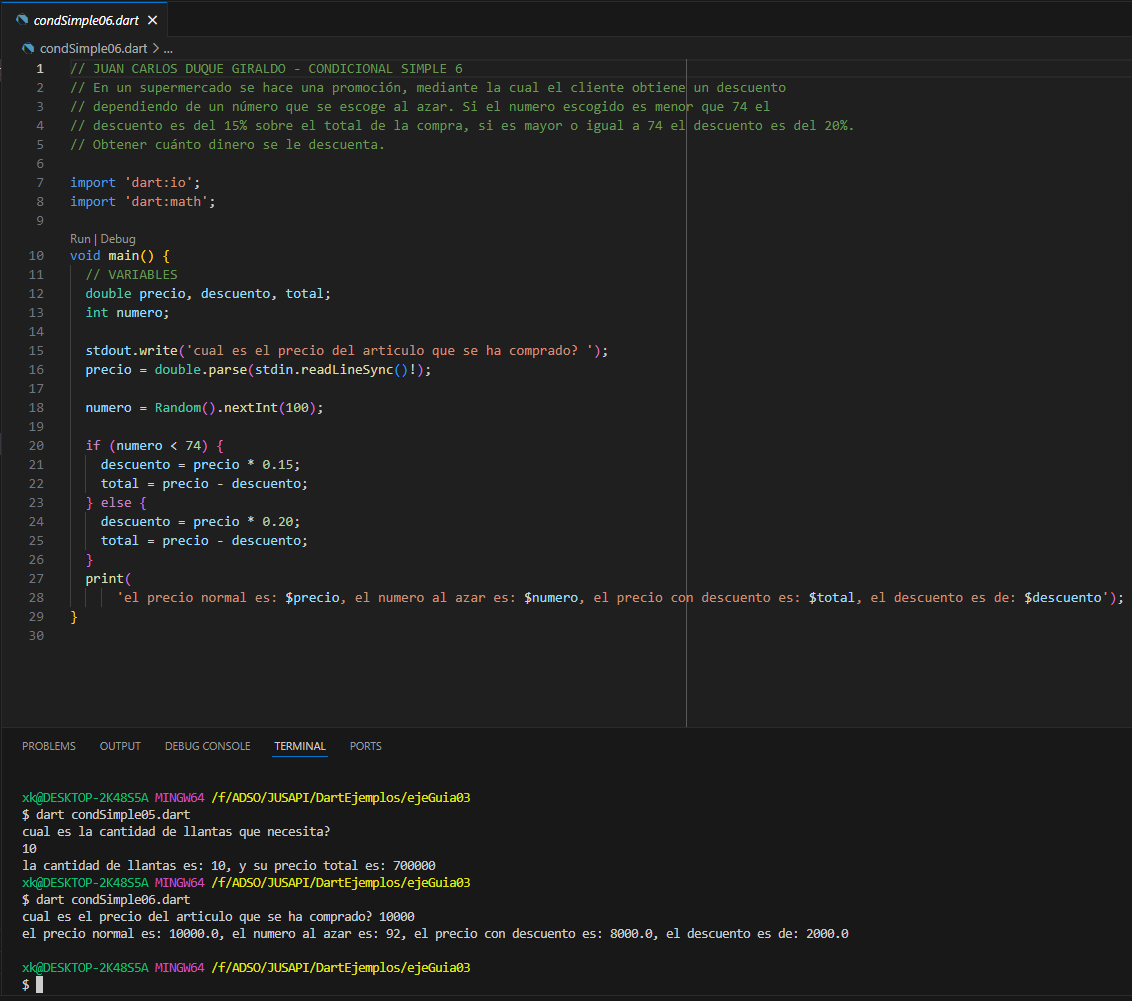 condSimple06.dart ✕
condSimple06.dart > ...
1 // JUAN CARLOS DUQUE GIRALDO - CONDICIONAL SIMPLE 6
2 // En un supermercado se hace una promoción, mediante la cual el cliente obtiene un descuento
3 // dependiendo de un número que se escoge al azar. Si el numero escogido es menor que 74 el
4 // descuento es del 15% sobre el total de la compra, si es mayor o igual a 74 el descuento es del 20%.
5 // Obtener cuánto dinero se le descuenta.
6
7 import 'dart:io';
8 import 'dart:math';
9
Run | Debug
10 void main() {
11   // VARIABLES
12   double precio, descuento, total;
13   int numero;
14
15   stdout.write('cual es el precio del articulo que se ha comprado? ');
16   precio = double.parse(stdin.readLineSync()!);
17
18   numero = Random().nextInt(100);
19
20   if (numero < 74) {
21     descuento = precio * 0.15;
22     total = precio - descuento;
23   } else {
24     descuento = precio * 0.20;
25     total = precio - descuento;
26   }
27   print(
28       'el precio normal es: $precio, el numero al azar es: $numero, el precio con descuento es: $total, el descuento es de: $descuento');
29 }
30
PROBLEMS OUTPUT DEBUG CONSOLE TERMINAL PORTS
xk@DESKTOP-2K48S5A MINGW64 /f/ADSO/JUSAPI/DartEjemplos/ejeGuia03
$ dart condSimple05.dart
cual es la cantidad de llantas que necesita?
10
la cantidad de llantas es: 10, y su precio total es: 700000
xk@DESKTOP-2K48S5A MINGW64 /f/ADSO/JUSAPI/DartEjemplos/ejeGuia03
$ dart condSimple06.dart
cual es el precio del articulo que se ha comprado? 10000
el precio normal es: 10000.0, el numero al azar es: 92, el precio con descuento es: 8000.0, el descuento es de: 2000.0
xk@DESKTOP-2K48S5A MINGW64 /f/ADSO/JUSAPI/DartEjemplos/ejeGuia03
$